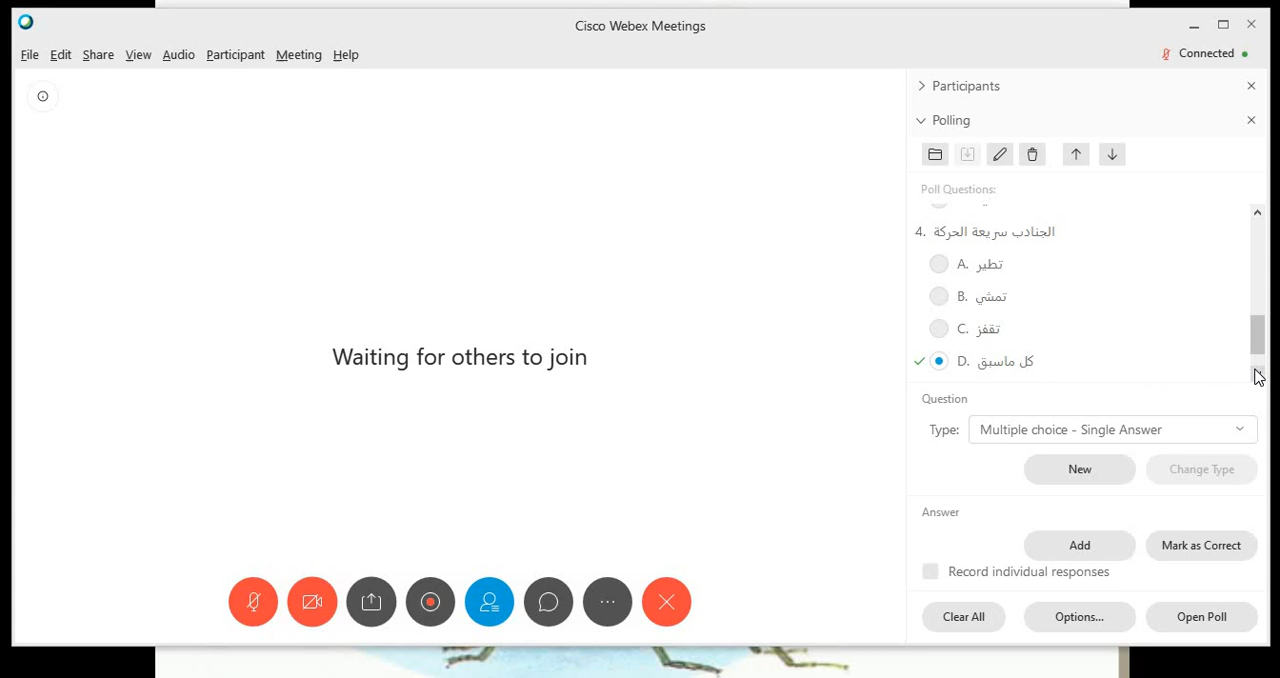 Cisco Webex Meetings
File Edit Share View Audio Participant Meeting Help
Connected
Participants
Polling
Poll Questions:
4. الجنادب سريعة الحركة
A. تطير
B. تمشي
C. تقفز
D. كل ماسبق
Waiting for others to join
Question
Type: Multiple choice - Single Answer
New Change Type
Answer
Add Mark as Correct
Record individual responses
Clear All Options... Open Poll